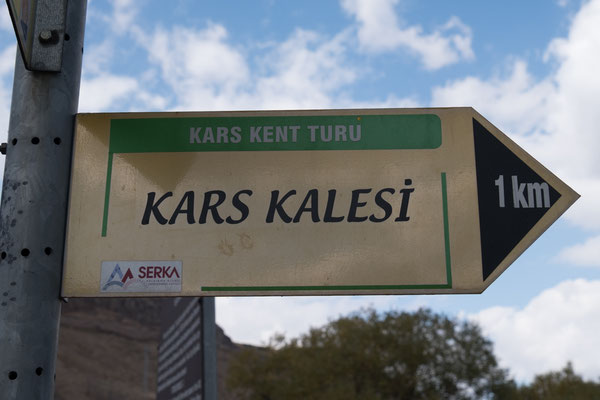 KARS KENT TURU
KARS KALESİ
1 km
SERKA